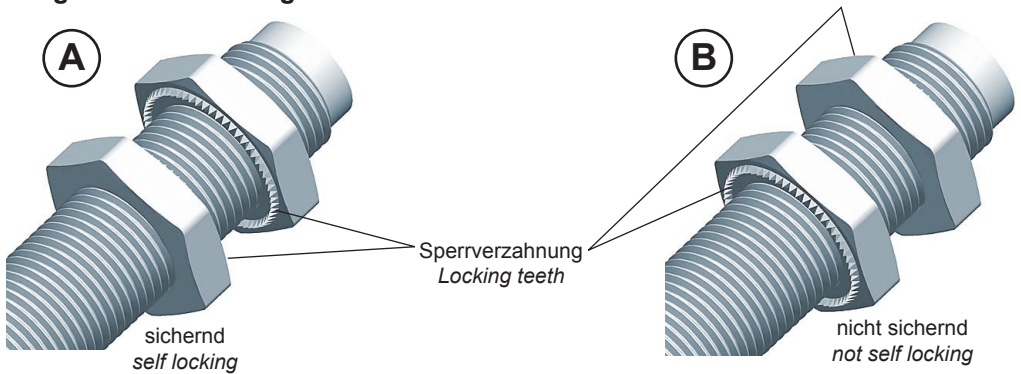 A
B
Sperrverzahnung
Locking teeth
sichernd
self locking
nicht sichernd
not self locking